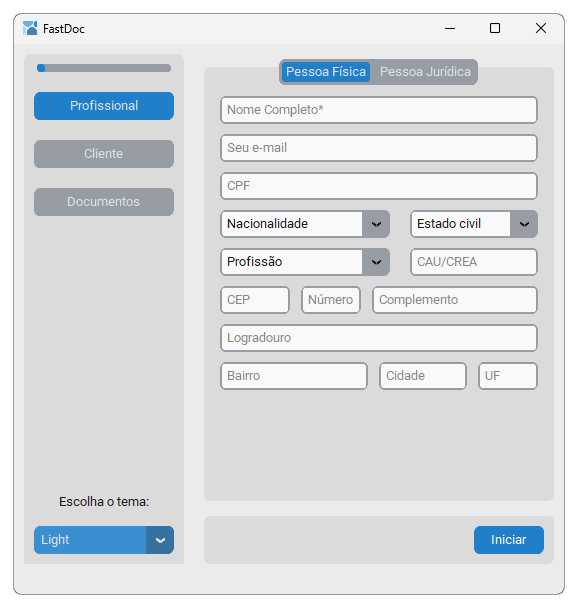 FastDoc
Profissional
Cliente
Documentos
Escolha o tema:
Light
Pessoa Física Pessoa Jurídica
Nome Completo*
Seu e-mail
CPF
Nacionalidade Estado civil
Profissão CAU/CREA
CEP Número Complemento
Logradouro
Bairro Cidade UF
Iniciar